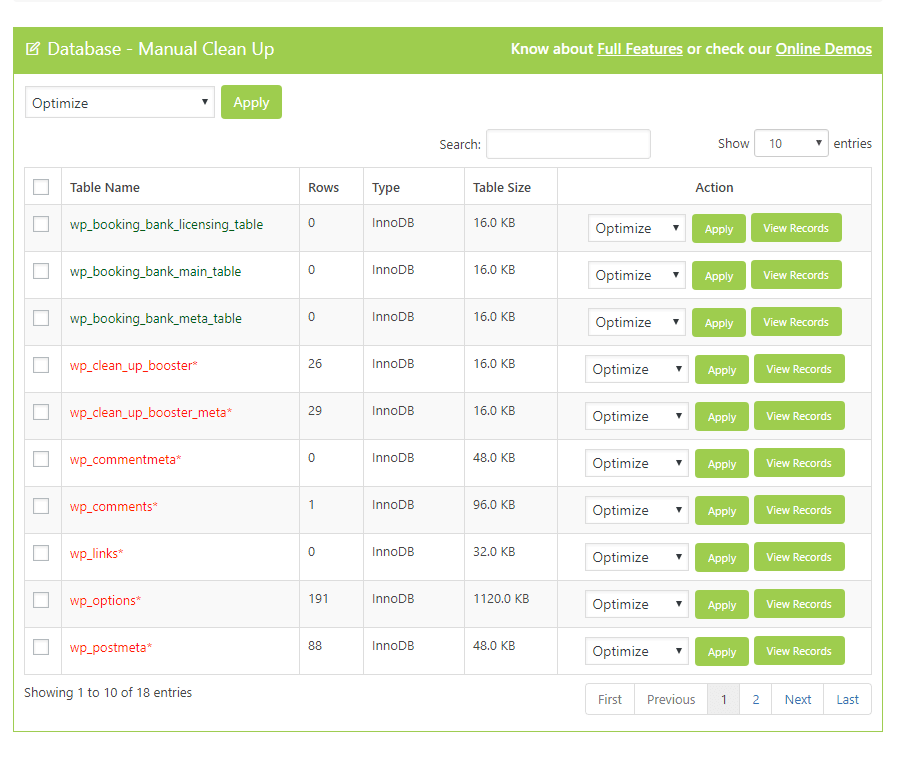 Database - Manual Clean Up Know about Full Features or check our Online Demos
Optimize Apply
Search: Show 10 entries
Table Name Rows Type Table Size Action
wp_booking_bank_licensing_table 0 InnoDB 16.0 KB Optimize Apply View Records
wp_booking_bank_main_table 0 InnoDB 16.0 KB Optimize Apply View Records
wp_booking_bank_meta_table 0 InnoDB 16.0 KB Optimize Apply View Records
wp_clean_up_booster* 26 InnoDB 16.0 KB Optimize Apply View Records
wp_clean_up_booster_meta* 29 InnoDB 16.0 KB Optimize Apply View Records
wp_commentmeta* 0 InnoDB 48.0 KB Optimize Apply View Records
wp_comments* 1 InnoDB 96.0 KB Optimize Apply View Records
wp_links* 0 InnoDB 32.0 KB Optimize Apply View Records
wp_options* 191 InnoDB 1120.0 KB Optimize Apply View Records
wp_postmeta* 88 InnoDB 48.0 KB Optimize Apply View Records
Showing 1 to 10 of 18 entries First Previous 1 2 Next Last